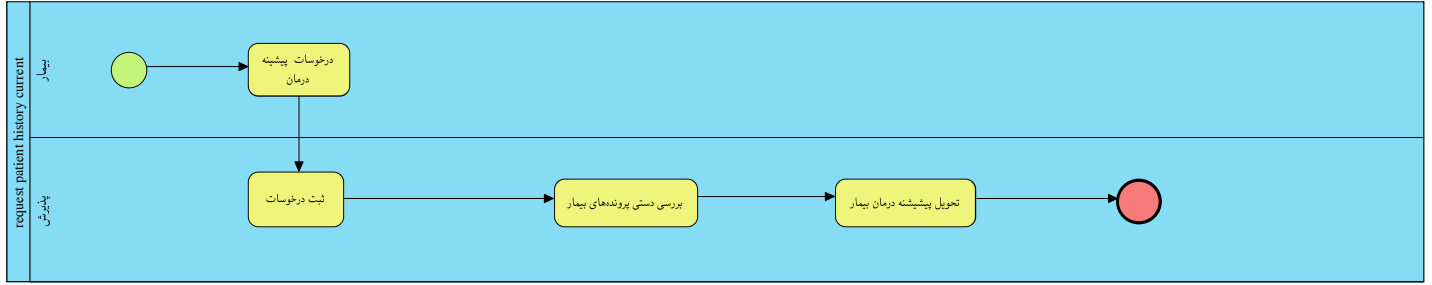 request patient history current
بیمار
درخوسات پیشینه
درمان
پذیرش
ثبت درخوسات
بررسی دستی پرونده‌های بیمار
تحویل پیشیشنه درمان بیمار